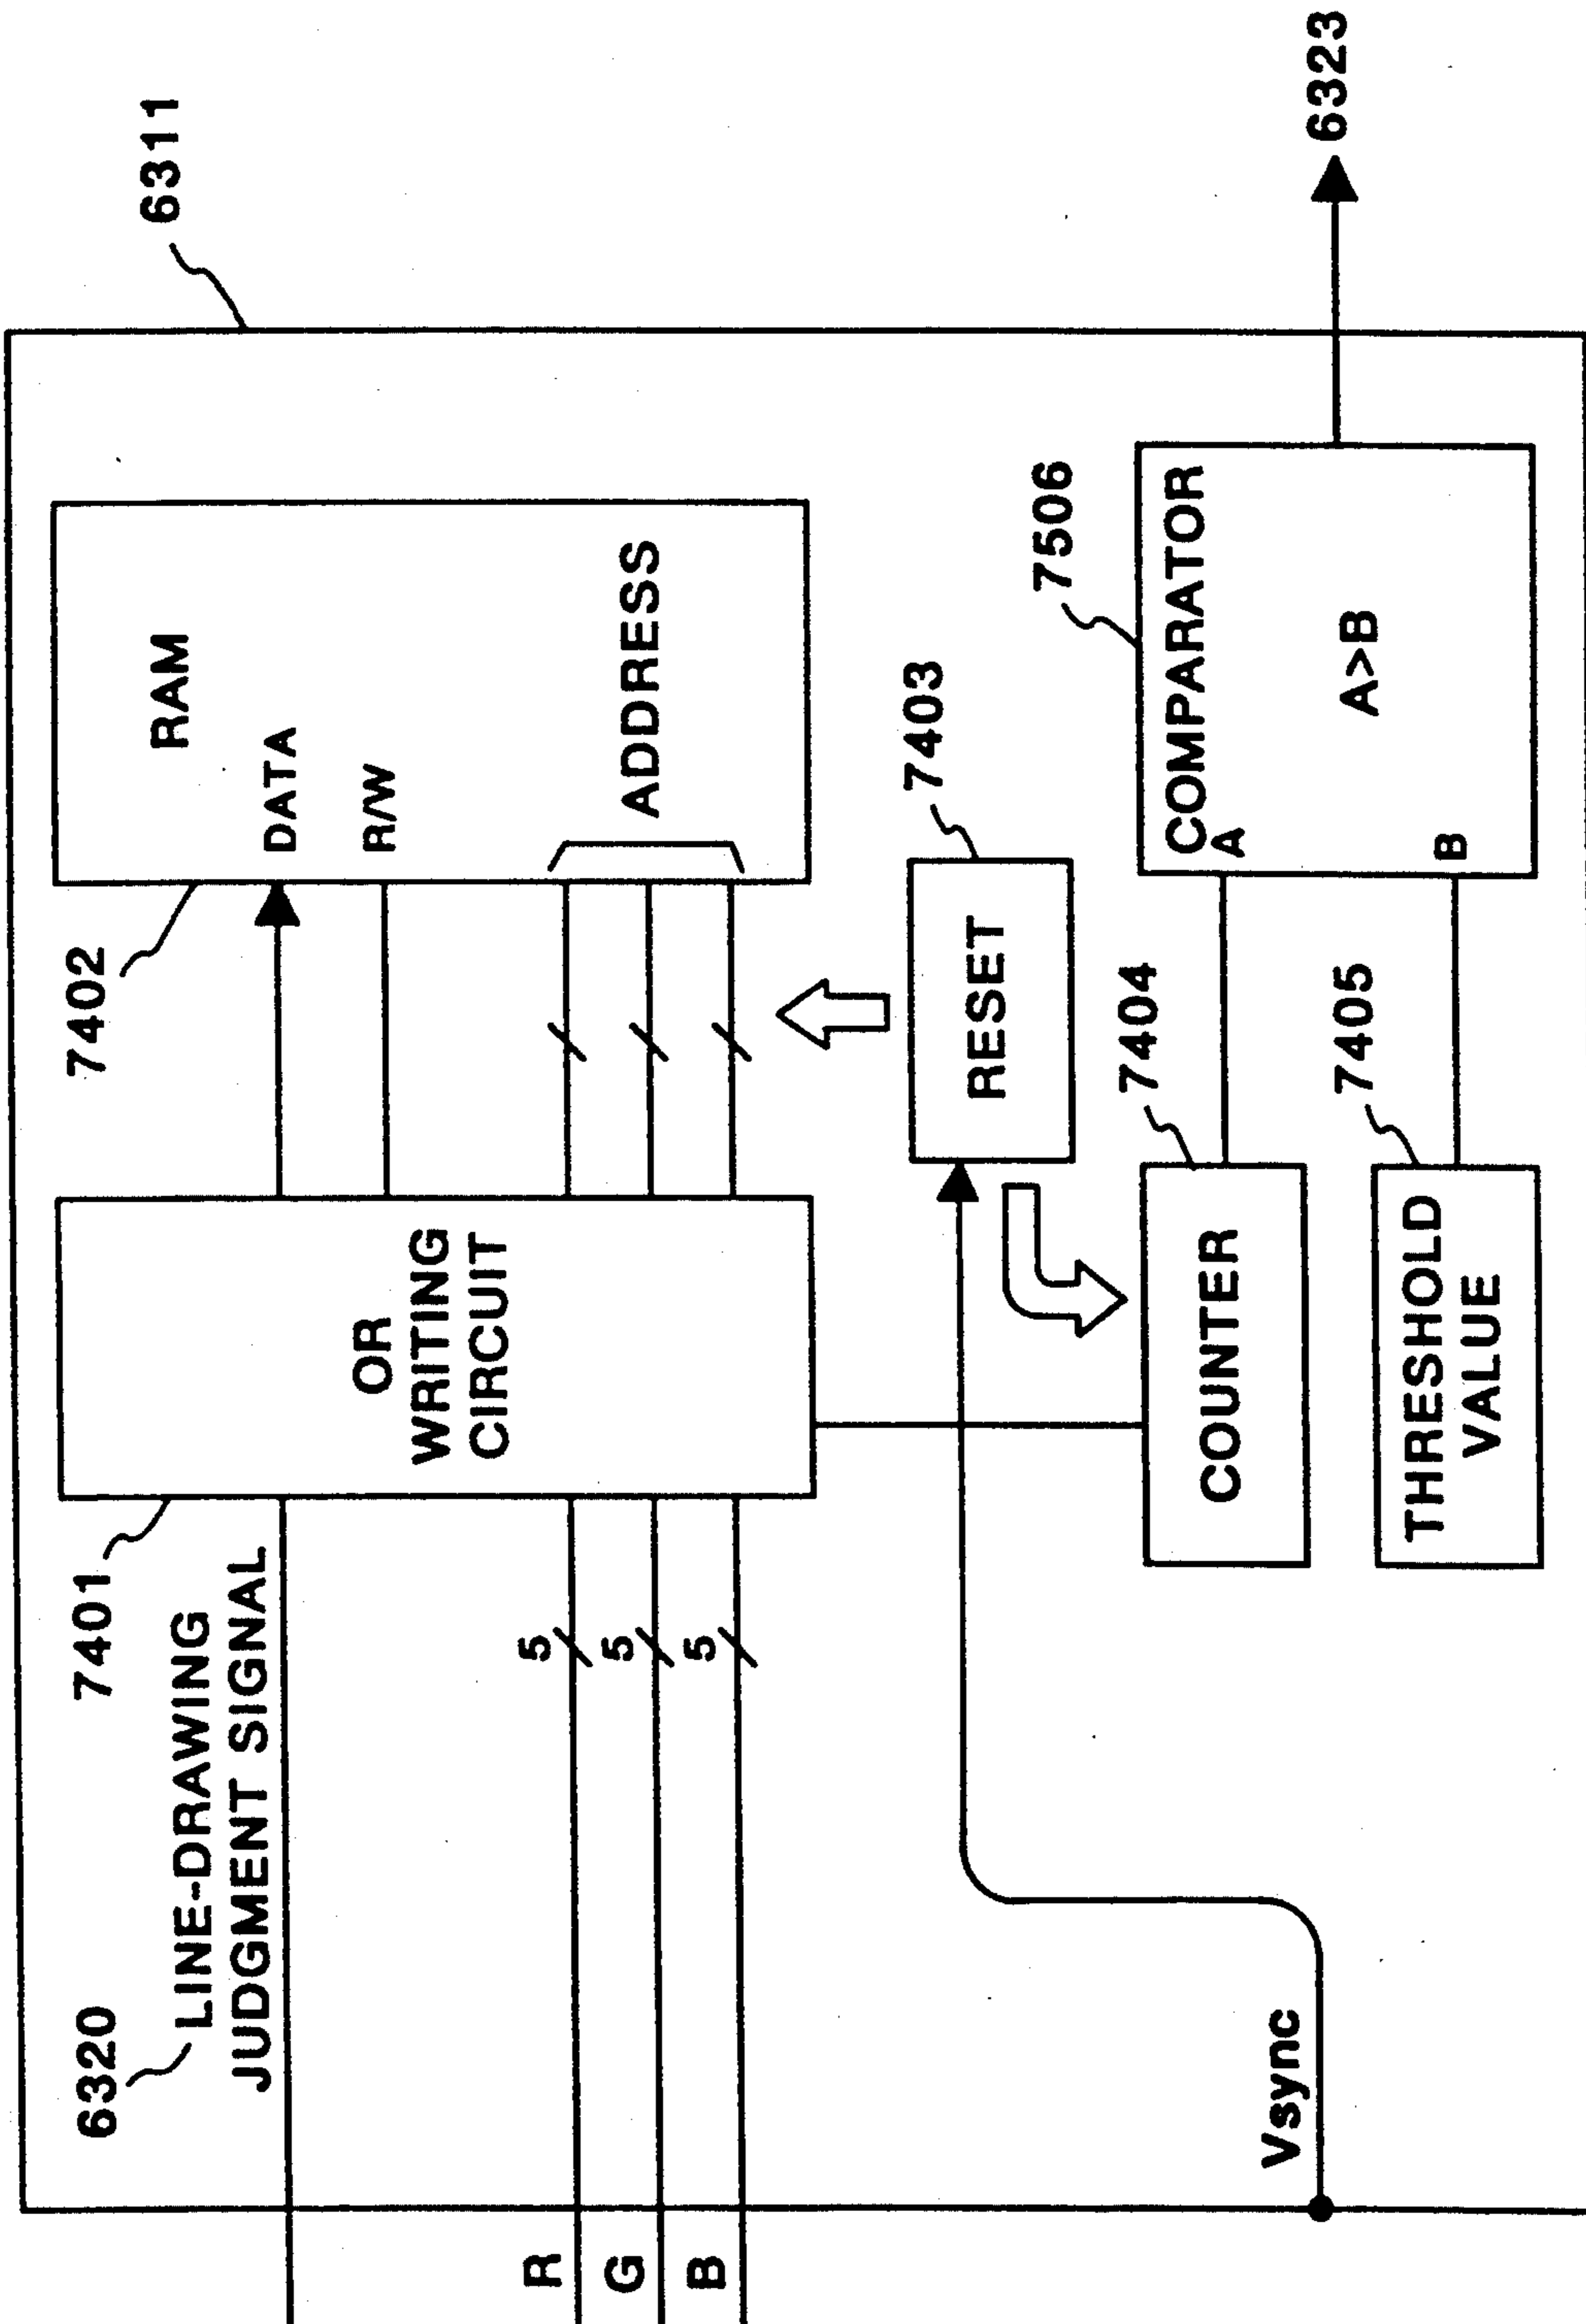 6311
7402
RAM
DATA
R/W
ADDRESS
7401
OR
WRITING
CIRCUIT
6320
LINE-DRAWING
JUDGMENT SIGNAL
R
5
G
5
B
5
7403
RESET
7506
COMPARATOR
A
A>B
B
6323
7404
COUNTER
7405
THRESHOLD
VALUE
Vsync